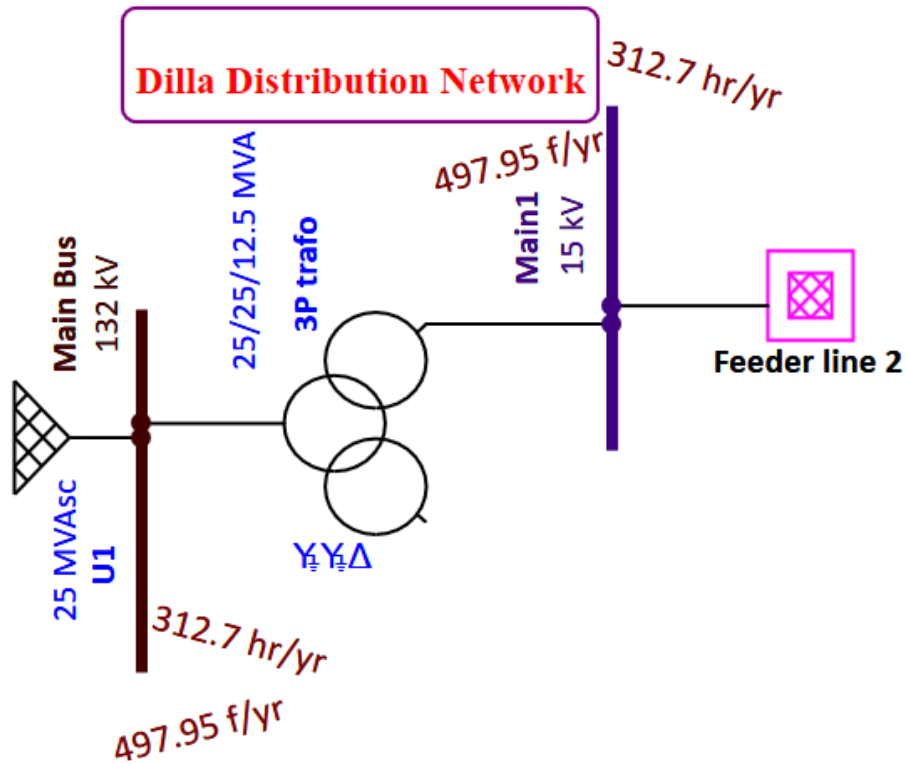 Dilla Distribution Network
312.7 hr/yr
497.95 f/yr
Main1
15 kV
25/25/12.5 MVA
3P trafo
Main Bus
132 kV
Feeder line 2
25 MVAsc
U1
312.7 hr/yr
497.95 f/yr